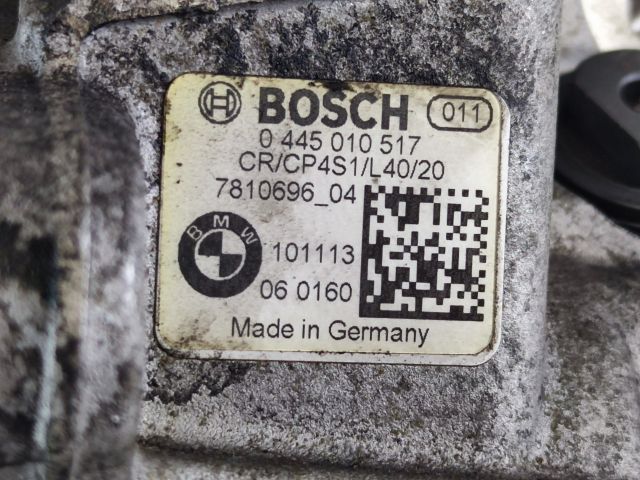 BOSCH 011
0 445 010 517
CR/CP4S1/L40/20
7810696_04
BMW
101113
06 0160
Made in Germany